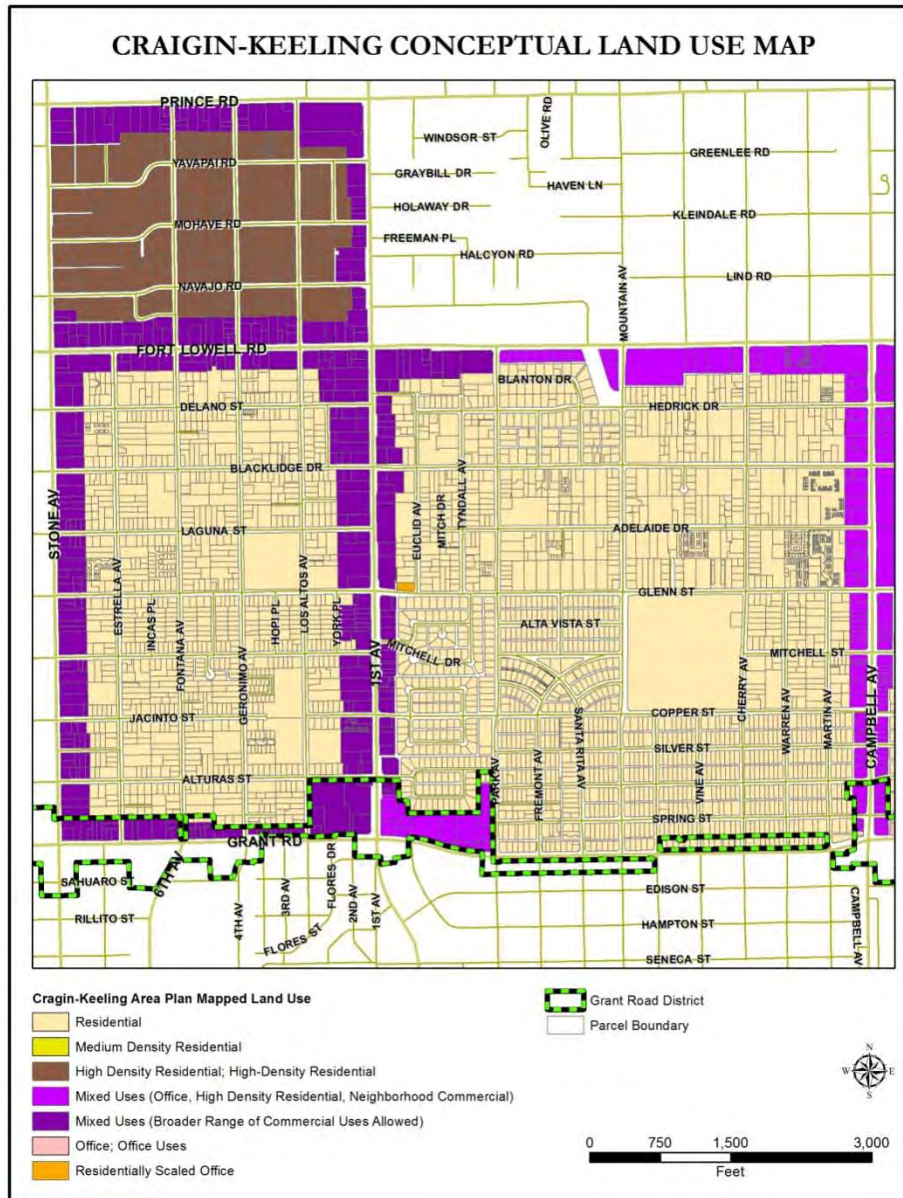 CRAIGIN-KEELING CONCEPTUAL LAND USE MAP
PRINCE RD
OLIVE RD
WINDSOR ST
GREENLEE RD
YAVAPAI RD
GRAYBILL DR
HAVEN LN
HOLAWAY DR
KLEINDALE RD
MOHAVE RD
FREEMAN PL
HALCYON RD
LIND RD
NAVAJO RD
MOUNTAIN AV
FORT LOWELL RD
BLANTON DR
DELANO ST
HEDRICK DR
BLACKLIDGE DR
STONE AV
EUCLID AV
MITCH DR
TYNDALL AV
LAGUNA ST
ADELAIDE DR
ESTRELLA AV
INCAS PL
FONTANA AV
HOPI PL
LOS ALTOS AV
YORK PL
GLENN ST
ALTA VISTA ST
1ST AV
MITCHELL DR
MITCHELL ST
GERONIMO AV
CHERRY AV
JACINTO ST
COPPER ST
SANTA RITA AV
WARREN AV
MARTIN AV
CAMPBELL AV
SILVER ST
ALTURAS ST
PARK AV
FREMONT AV
VINE AV
SPRING ST
GRANT RD
6TH AV
SAHUARO ST
EDISON ST
RILLITO ST
4TH AV
3RD AV
FLORES DR
2ND AV
1ST AV
FLORES ST
HAMPTON ST
CAMPBELL AV
SENECA ST
Cragin-Keeling Area Plan Mapped Land Use
Residential
Medium Density Residential
High Density Residential; High-Density Residential
Mixed Uses (Office, High Density Residential, Neighborhood Commercial)
Mixed Uses (Broader Range of Commercial Uses Allowed)
Office; Office Uses
Residentially Scaled Office
Grant Road District
Parcel Boundary
N
W E
S
0 750 1,500 3,000
Feet